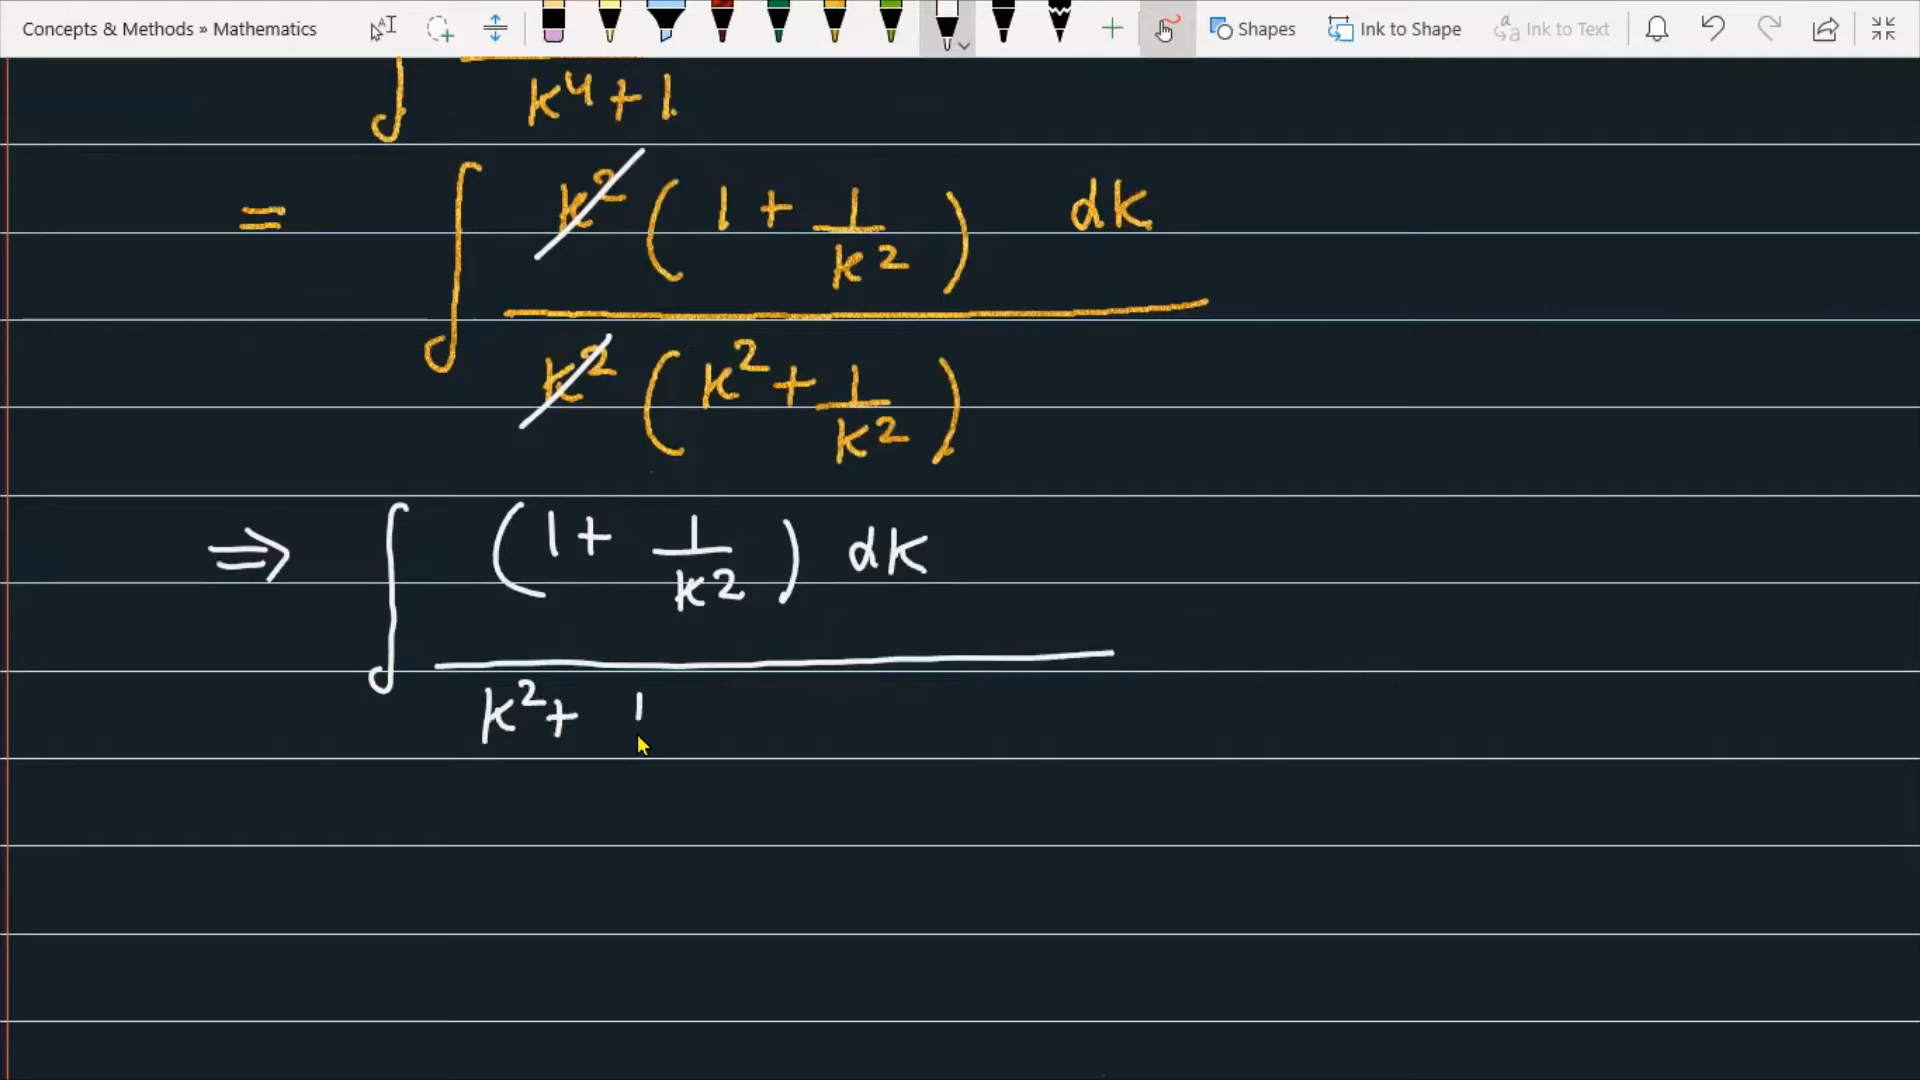 Concepts & Methods » Mathematics
Shapes
Ink to Shape
Ink to Text
∫ k⁴ + 1
= ∫ k² ( 1 + 1/k² ) dk
k² ( k² + 1/k² )
⇒ ∫ ( 1 + 1/k² ) dk
k² + 1